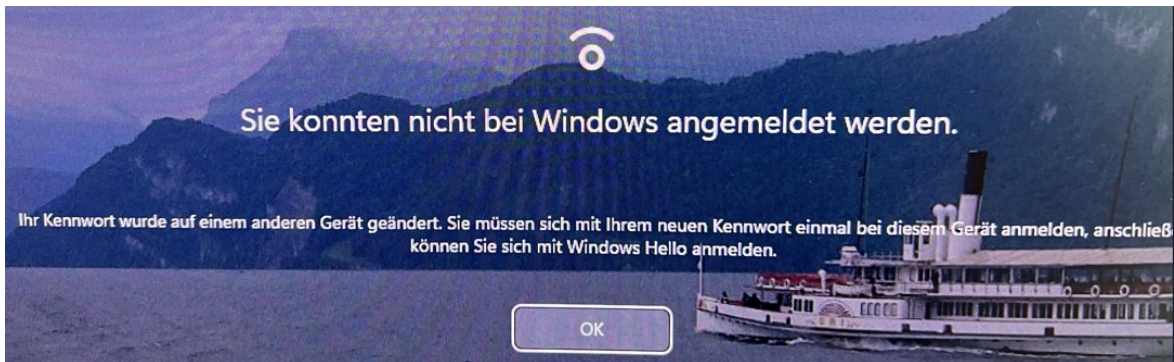 Sie konnten nicht bei Windows angemeldet werden.
Ihr Kennwort wurde auf einem anderen Gerät geändert. Sie müssen sich mit Ihrem neuen Kennwort einmal bei diesem Gerät anmelden, anschließ
können Sie sich mit Windows Hello anmelden.
OK
URI